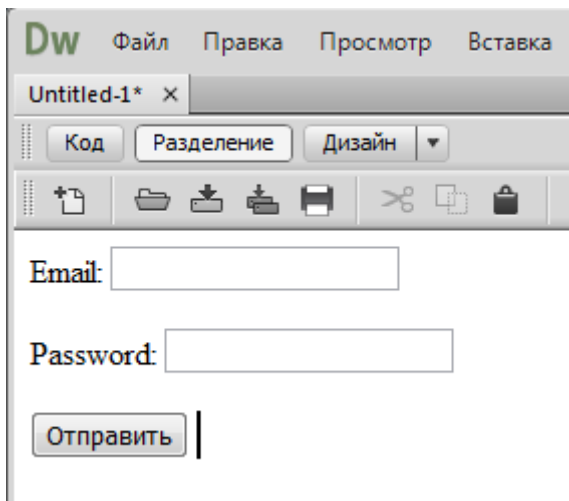 Dw Файл Правка Просмотр Вставка
Untitled-1* ×
Код Разделение Дизайн
Email:
Password:
Отправить